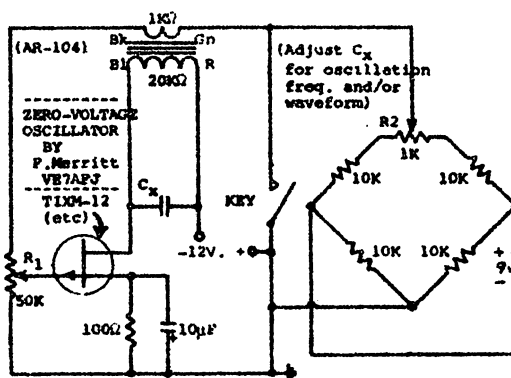 1KΩ
(AR-104)
Bk Gn
Bl R
20KΩ
(Adjust Cx
for oscillation
freq. and/or
waveform)
ZERO-VOLTAGE
OSCILLATOR
BY
P.Merritt
VE7AFJ
TIXM-12
(etc)
R2
1K
10K
10K
Cx
KEY
-12V.
+
10K
10K
+
9v
-
R1
50K
100Ω
10µF
+